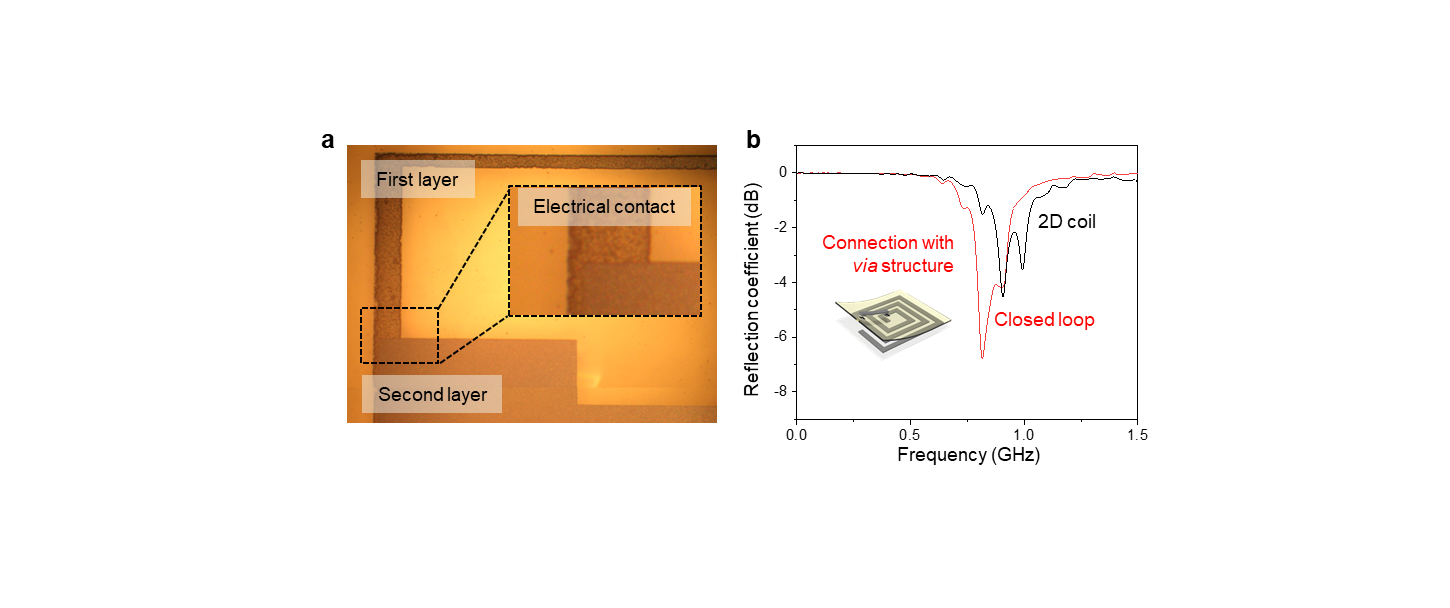 a
First layer
Electrical contact
Second layer
b
Reflection coefficient (dB)
0
-2
-4
-6
-8
2D coil
Connection with
via structure
Closed loop
0.0
0.5
1.0
1.5
Frequency (GHz)